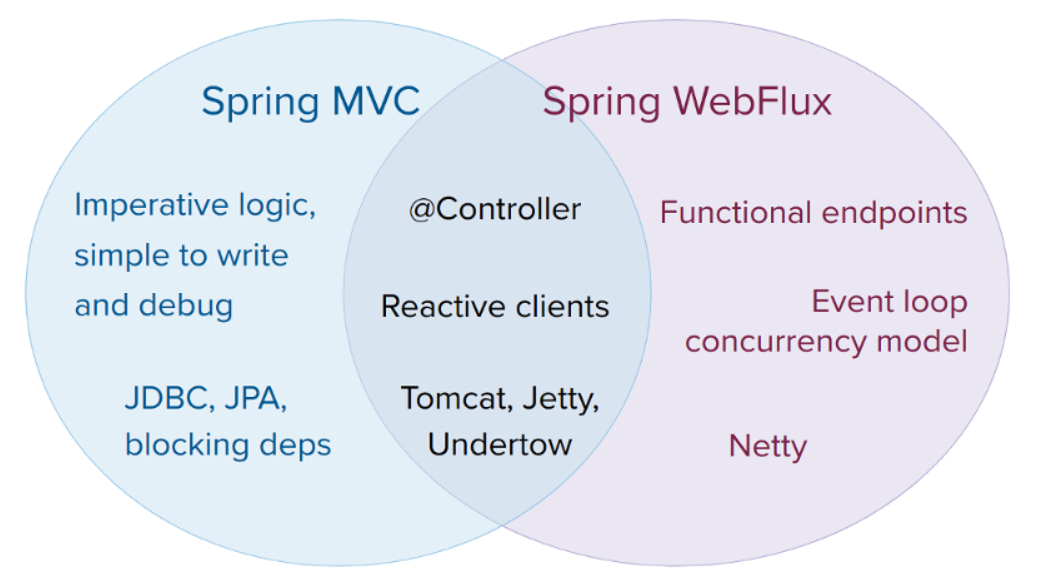 Spring MVC
Spring WebFlux
Imperative logic,
simple to write
and debug
JDBC, JPA,
blocking deps
@Controller
Reactive clients
Tomcat, Jetty,
Undertow
Functional endpoints
Event loop
concurrency model
Netty